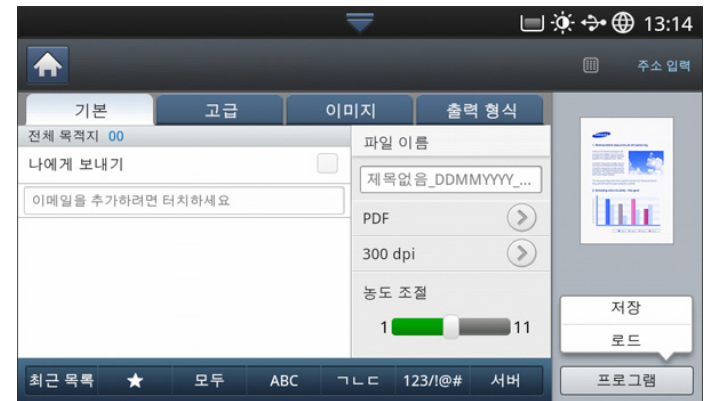 13:14
주소 입력
기본
고급
이미지
출력 형식
전체 목적지 00
나에게 보내기
이메일을 추가하려면 터치하세요
파일 이름
제목없음_DDMMYYYY_...
PDF
300 dpi
농도 조절
1
11
저장
로드
최근 목록 ★ 모두 ABC ㄱㄴㄷ 123/!@# 서버
프로그램